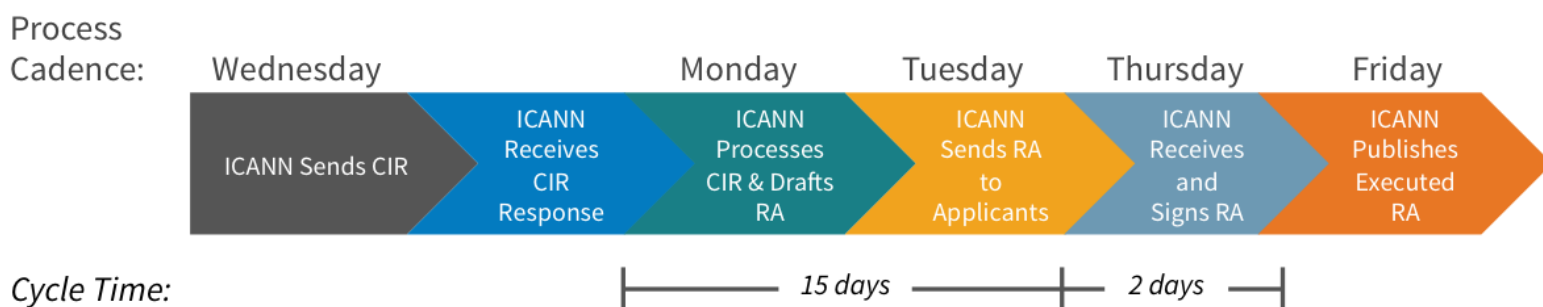 Process
Cadence:
Wednesday
Monday
Tuesday
Thursday
Friday
ICANN Sends CIR
ICANN
Receives
CIR
Response
ICANN
Processes
CIR & Drafts
RA
ICANN
Sends RA
to
Applicants
ICANN
Receives
and
Signs RA
ICANN
Publishes
Executed
RA
Cycle Time:
15 days
2 days